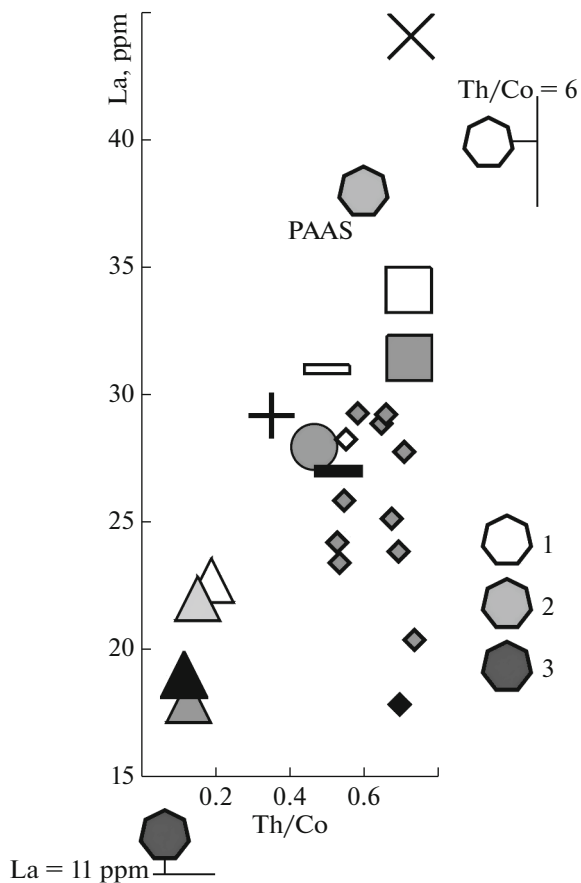 La, ppm
Th/Co = 6
40
PAAS
35
30
25
1
2
20
3
15
0.2 0.4 0.6
Th/Co
La = 11 ppm